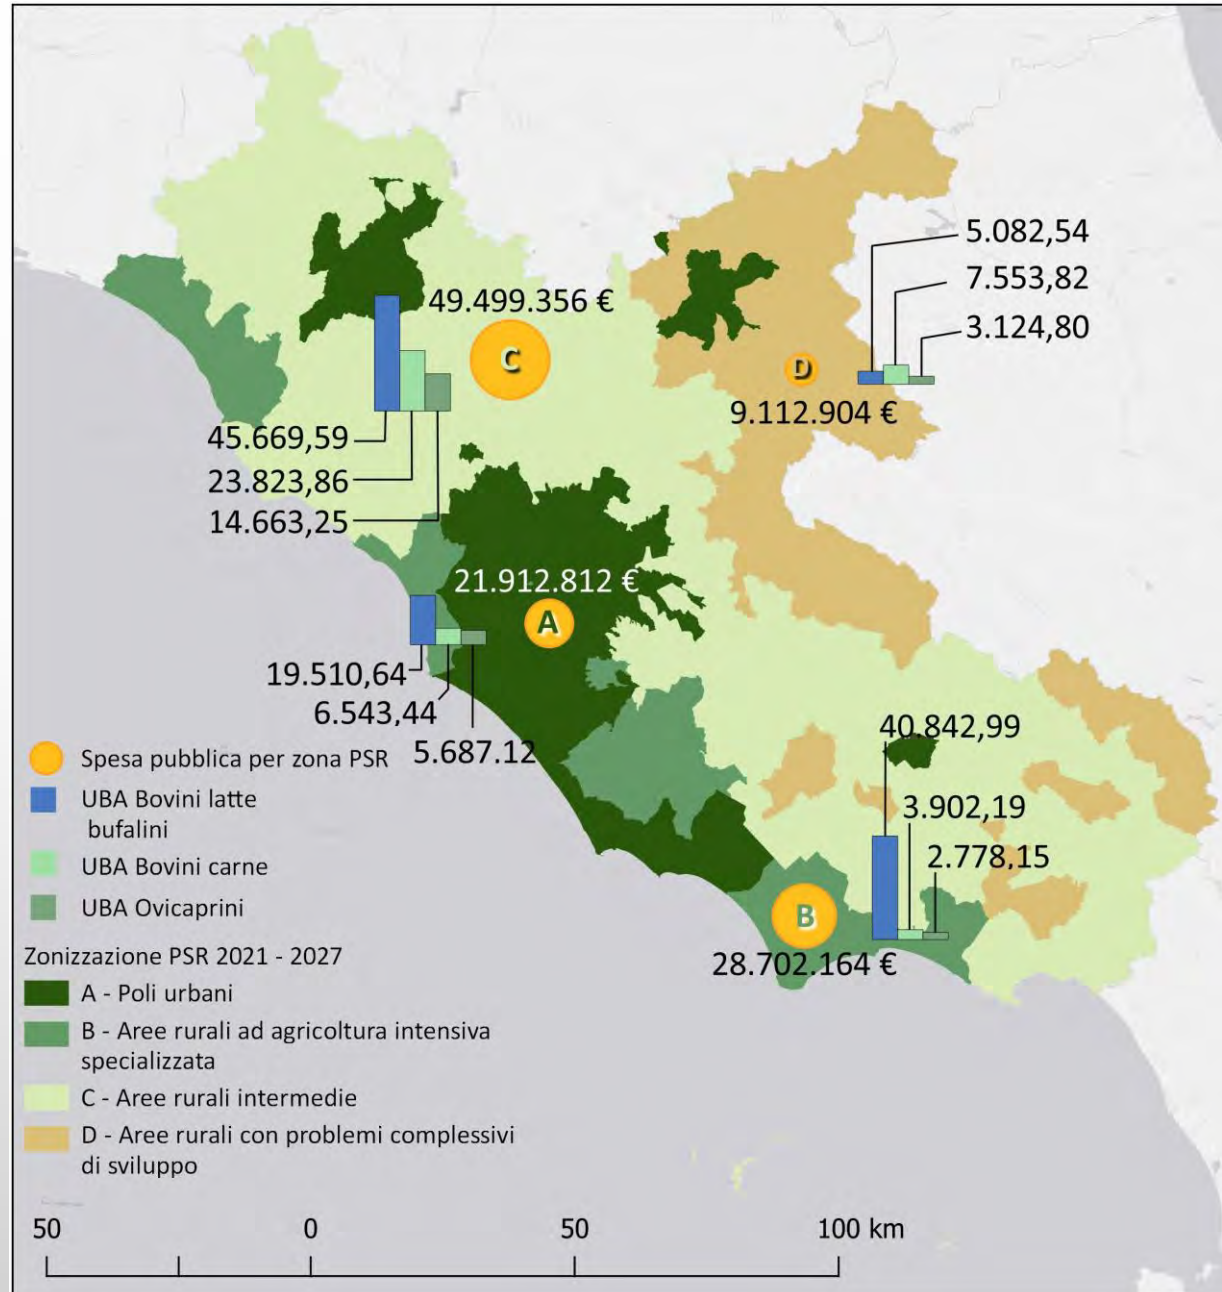 5.082,54
7.553,82
3.124,80
49.499.356 €
C
D
9.112.904 €
45.669,59
23.823,86
14.663,25
21.912.812 €
A
19.510,64
6.543,44
5.687.12
40.842,99
3.902,19
2.778,15
B
28.702.164 €
Spesa pubblica per zona PSR
UBA Bovini latte
bufalini
UBA Bovini carne
UBA Ovicaprini
Zonizzazione PSR 2021 - 2027
A - Poli urbani
B - Aree rurali ad agricoltura intensiva
specializzata
C - Aree rurali intermedie
D - Aree rurali con problemi complessivi
di sviluppo
50 0 50 100 km